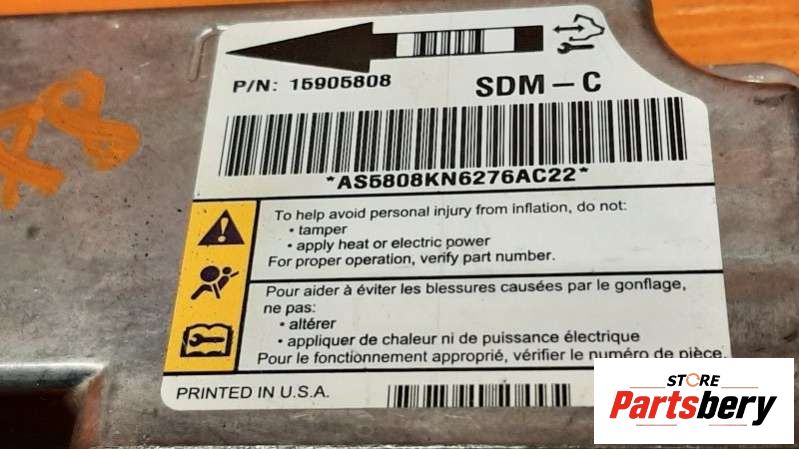 P/N: 15905808
SDM-C
*AS5808KN6276AC22*
To help avoid personal injury from inflation, do not:
• tamper
• apply heat or electric power
For proper operation, verify part number.
Pour aider à éviter les blessures causées par le gonflage,
ne pas:
• altérer
• appliquer de chaleur ni de puissance électrique
Pour le fonctionnement approprié, vérifier le numéro de pièce.
PRINTED IN U.S.A.
STORE
Partsbery